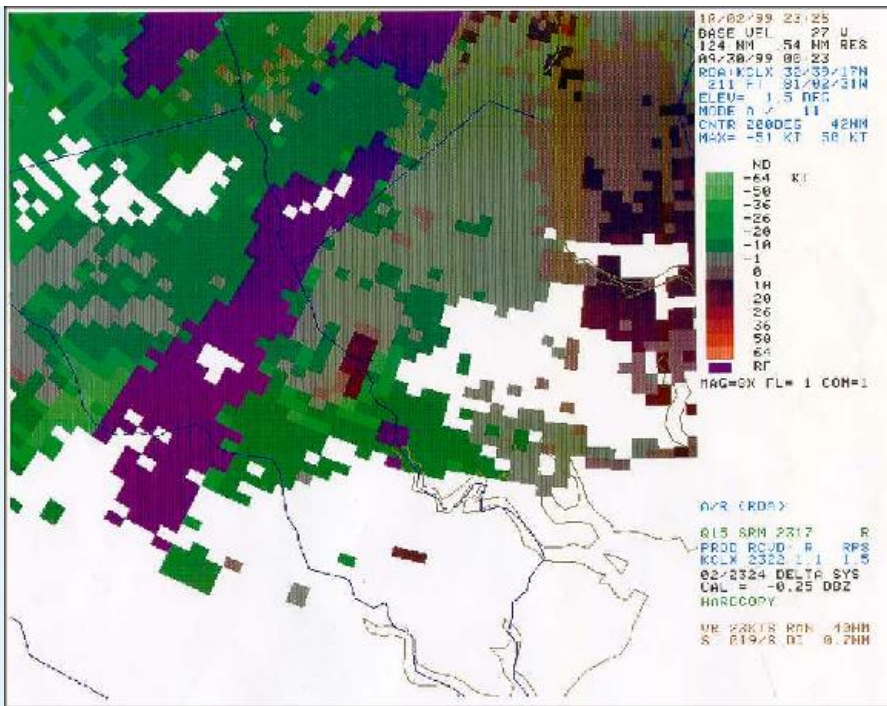 10/02/99 23:25
BASE VEL 27 V
124 NM .54 NM RES
09/30/99 00:23
RDA:KCLX 32/39/17N
211 FT 81/02/31W
ELEV= 1.5 DEG
MODE A / 11
CNTR 200DEG 42NM
MAX= -51 KT 50 KT
ND
-64 KT
-50
-36
-26
-20
-10
-1
0
10
20
26
36
50
64
RF
MAG=8X FL= 1 COM=1
A/R (RDA)
Q15 SRM 2317 R
PROD RCVD: R RPS
KCLX 2322 1.1 1.5
02/2324 DELTA SYS
CAL = -0.25 DBZ
HARDCOPY
VR 23KTS RAN 40NM
S 019/8 DI 0.7NM